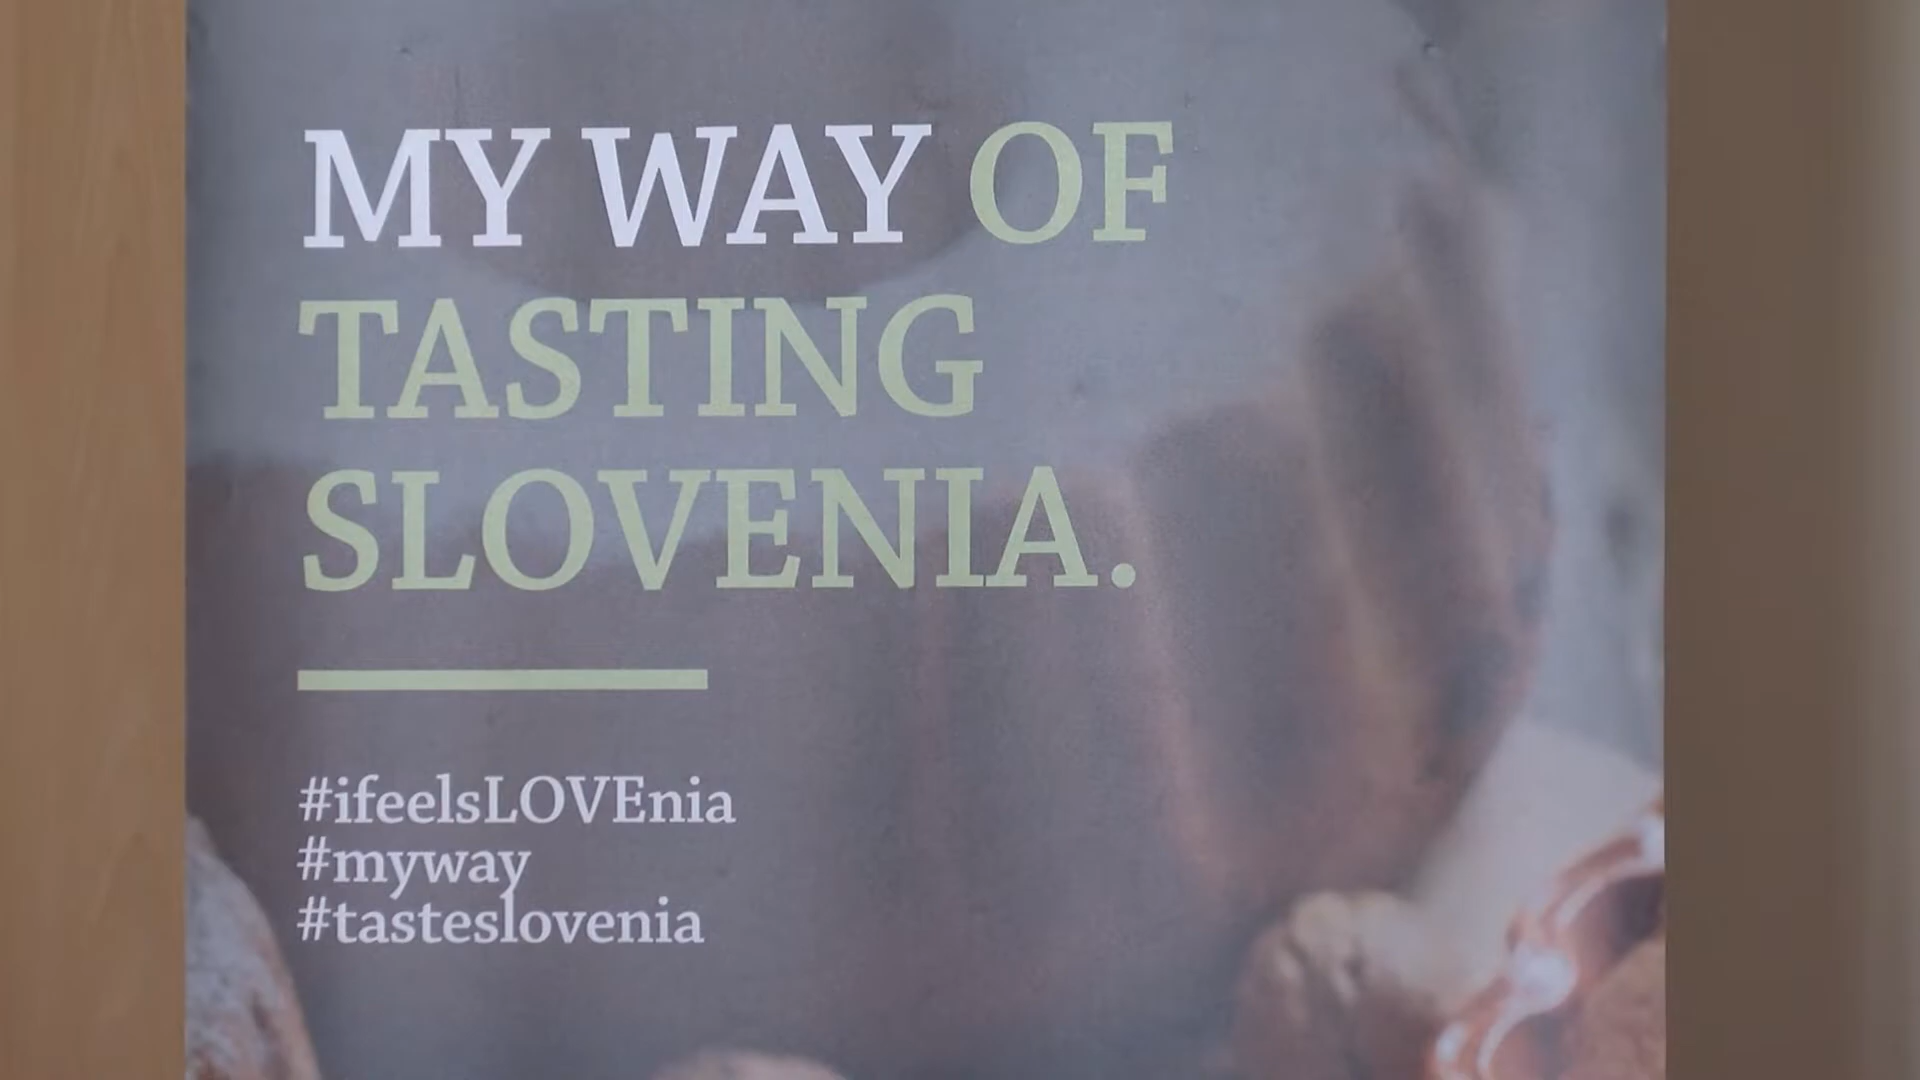 MY WAY OF
TASTING
SLOVENIA.
#ifeelsLOVEnia
#myway
#tasteslovenia